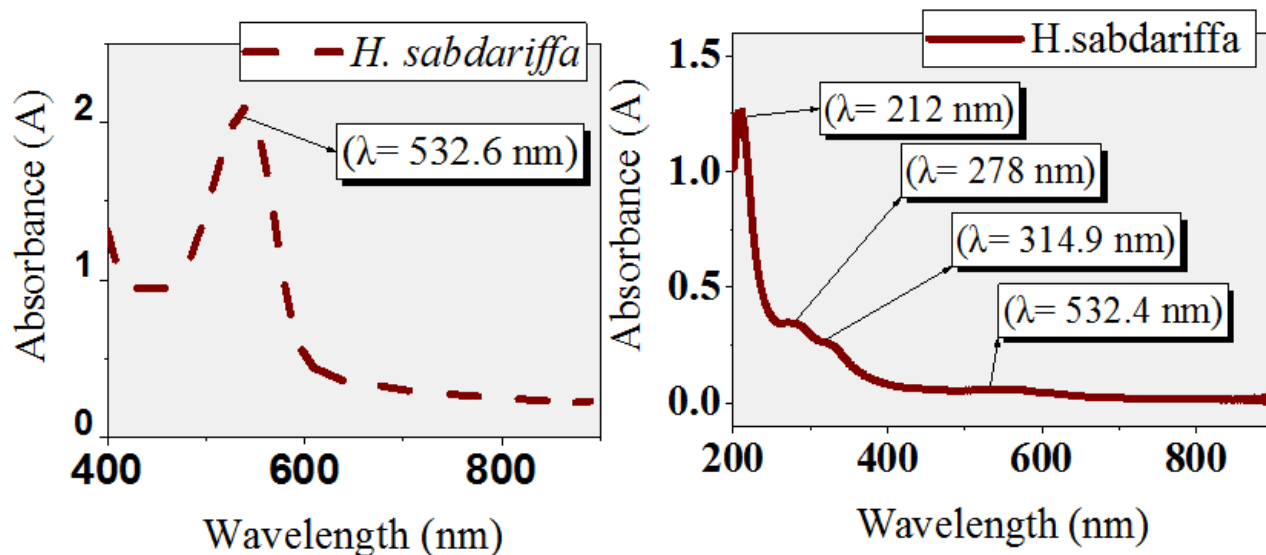 H. sabdariffa
2
1
0
Absorbance (A)
(λ= 532.6 nm)
400
600
800
Wavelength (nm)
H.sabdariffa
1.5
1.0
0.5
0.0
Absorbance (A)
(λ= 212 nm)
(λ= 278 nm)
(λ= 314.9 nm)
(λ= 532.4 nm)
200
400
600
800
Wavelength (nm)